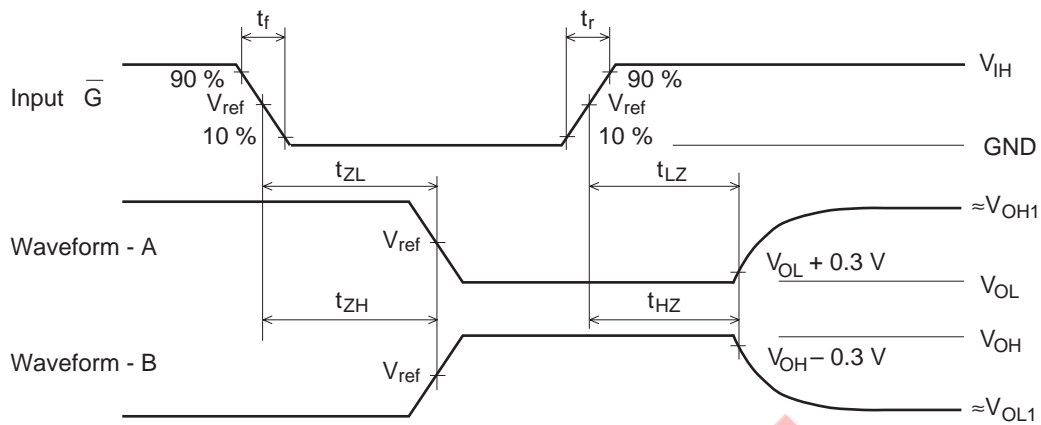 tf
tr
90 %
90 %
VIH
Input G̅
Vref
Vref
10 %
10 %
GND
tZL
tLZ
≈VOH1
Waveform - A
Vref
VOL + 0.3 V
VOL
tZH
tHZ
VOH
Waveform - B
Vref
VOH – 0.3 V
≈VOL1